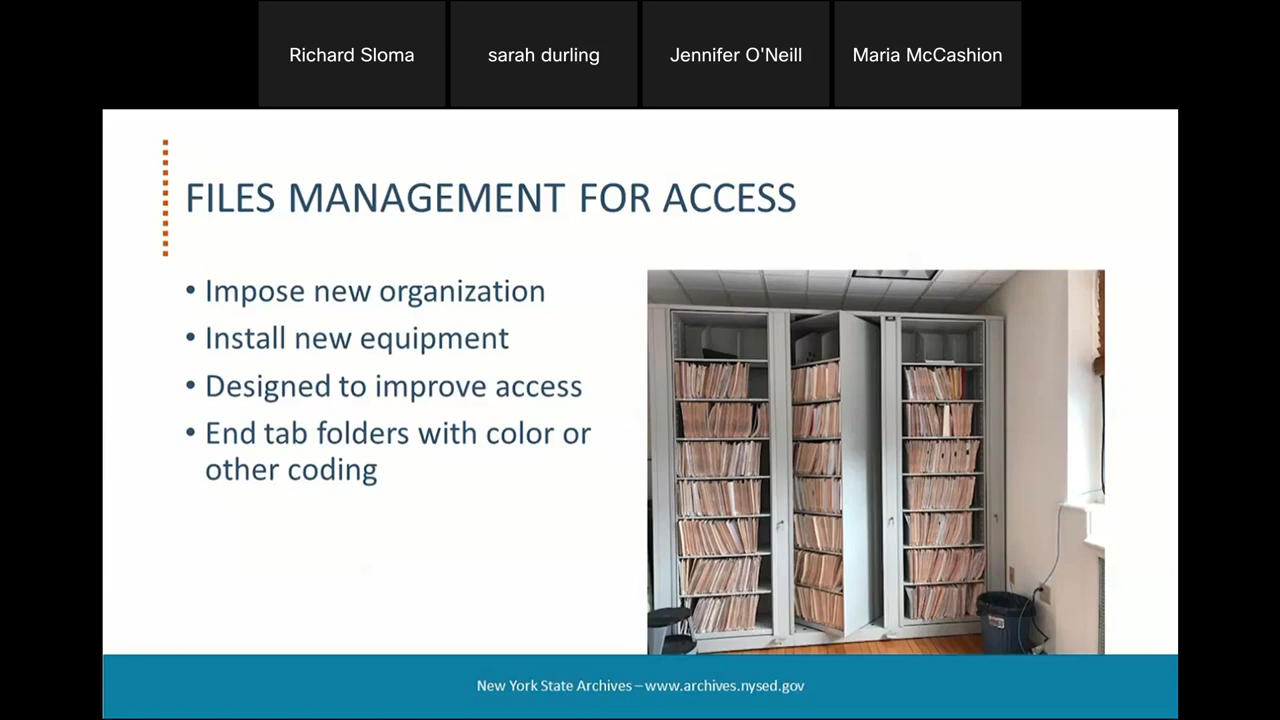 Richard Sloma
sarah durling
Jennifer O'Neill
Maria McCashion
FILES MANAGEMENT FOR ACCESS
• Impose new organization
• Install new equipment
• Designed to improve access
• End tab folders with color or
other coding
New York State Archives – www.archives.nysed.gov